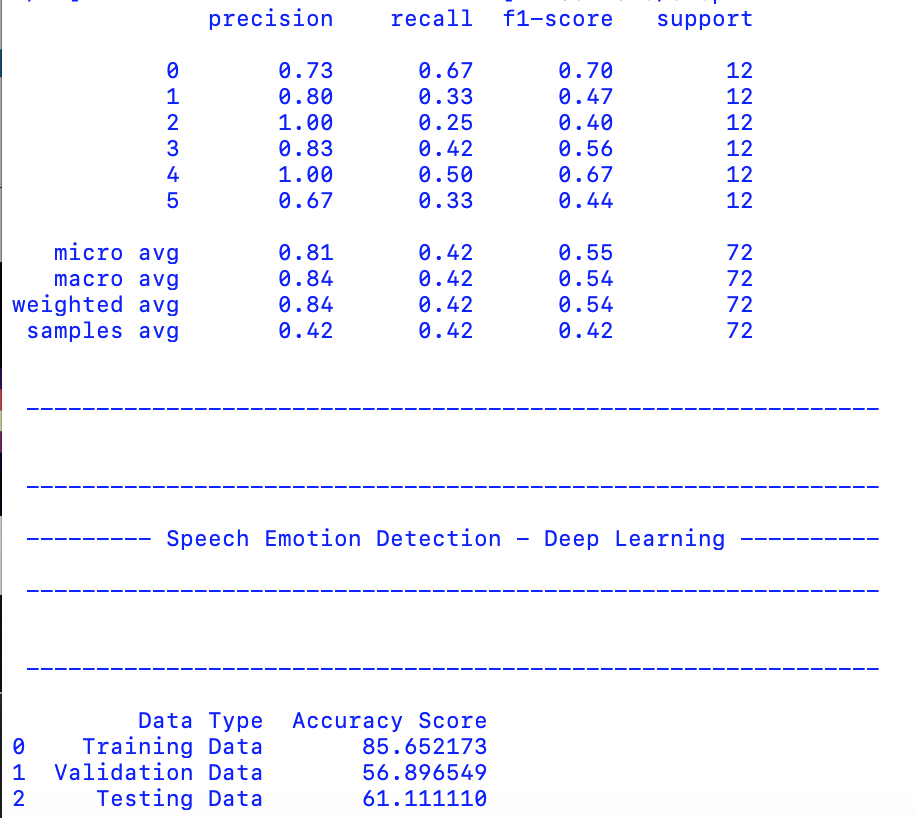 precision recall f1-score support
0 0.73 0.67 0.70 12
1 0.80 0.33 0.47 12
2 1.00 0.25 0.40 12
3 0.83 0.42 0.56 12
4 1.00 0.50 0.67 12
5 0.67 0.33 0.44 12
micro avg 0.81 0.42 0.55 72
macro avg 0.84 0.42 0.54 72
weighted avg 0.84 0.42 0.54 72
samples avg 0.42 0.42 0.42 72
-------------------------------------------------------------
-------------------------------------------------------------
--------- Speech Emotion Detection - Deep Learning ----------
-------------------------------------------------------------
-------------------------------------------------------------
Data Type Accuracy Score
0 Training Data 85.652173
1 Validation Data 56.896549
2 Testing Data 61.111110